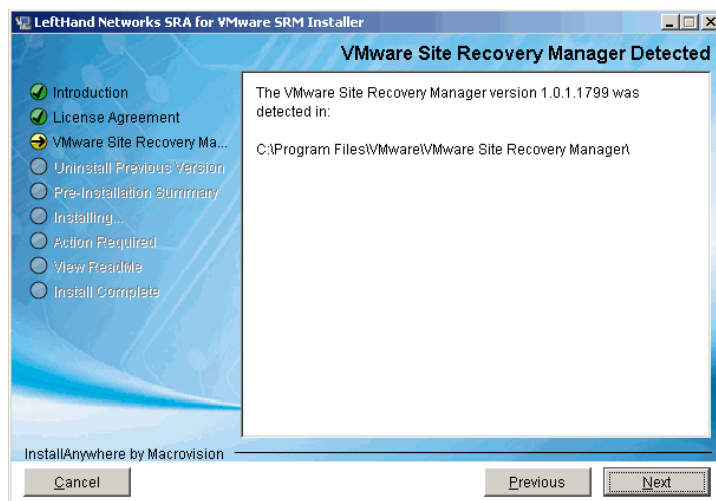 LeftHand Networks SRA for VMware SRM Installer
VMware Site Recovery Manager Detected
Introduction
License Agreement
VMware Site Recovery Ma...
Uninstall Previous Version
Pre-Installation Summary
Installing...
Action Required
View ReadMe
Install Complete
The VMware Site Recovery Manager version 1.0.1.1799 was
detected in:
C:\Program Files\VMware\VMware Site Recovery Manager\
InstallAnywhere by Macrovision
Cancel
Previous
Next